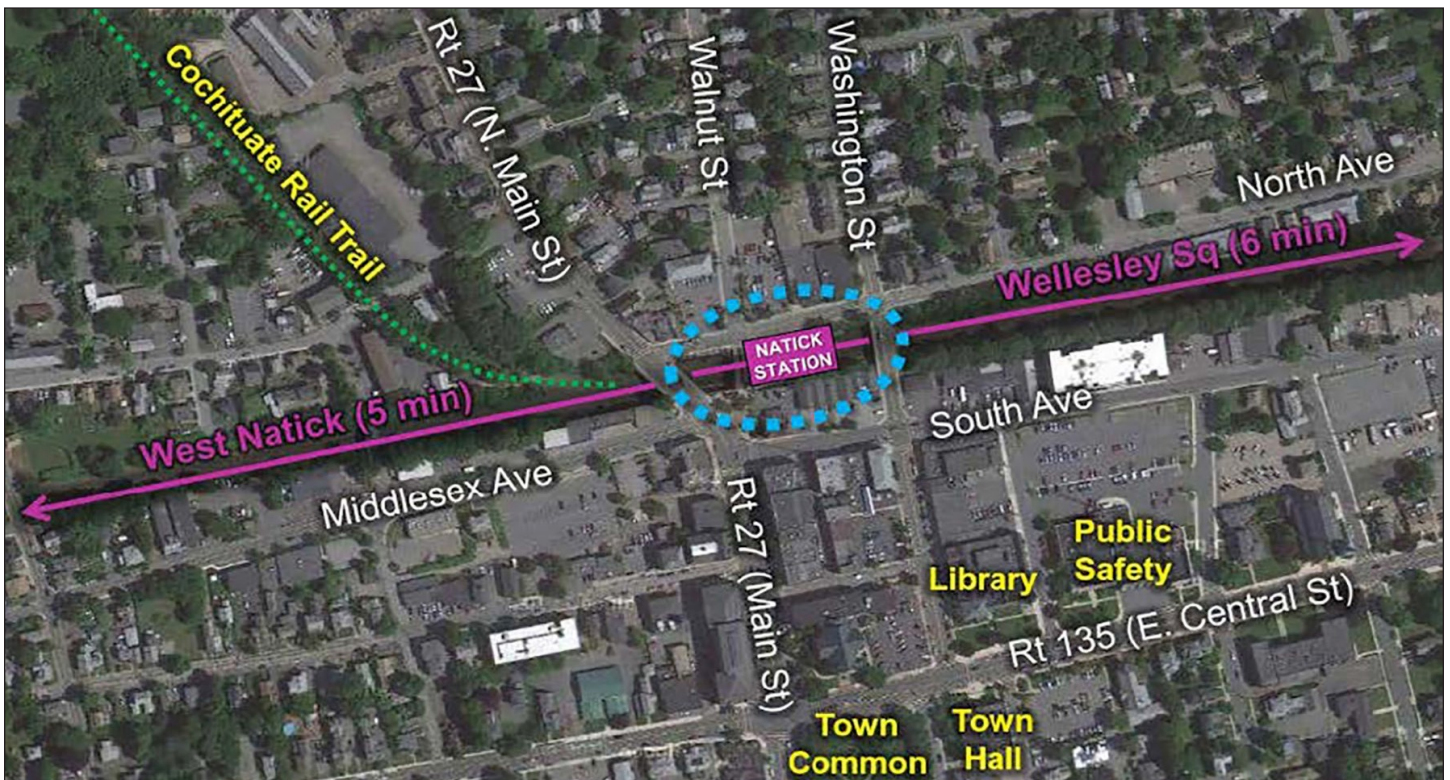 Cochituate Rail Trail
Rt 27 (N. Main St)
Walnut St
Washington St
North Ave
Wellesley Sq (6 min)
NATICK
STATION
West Natick (5 min)
Middlesex Ave
South Ave
Rt 27 (Main St)
Library
Public
Safety
Rt 135 (E. Central St)
Town
Common
Town
Hall